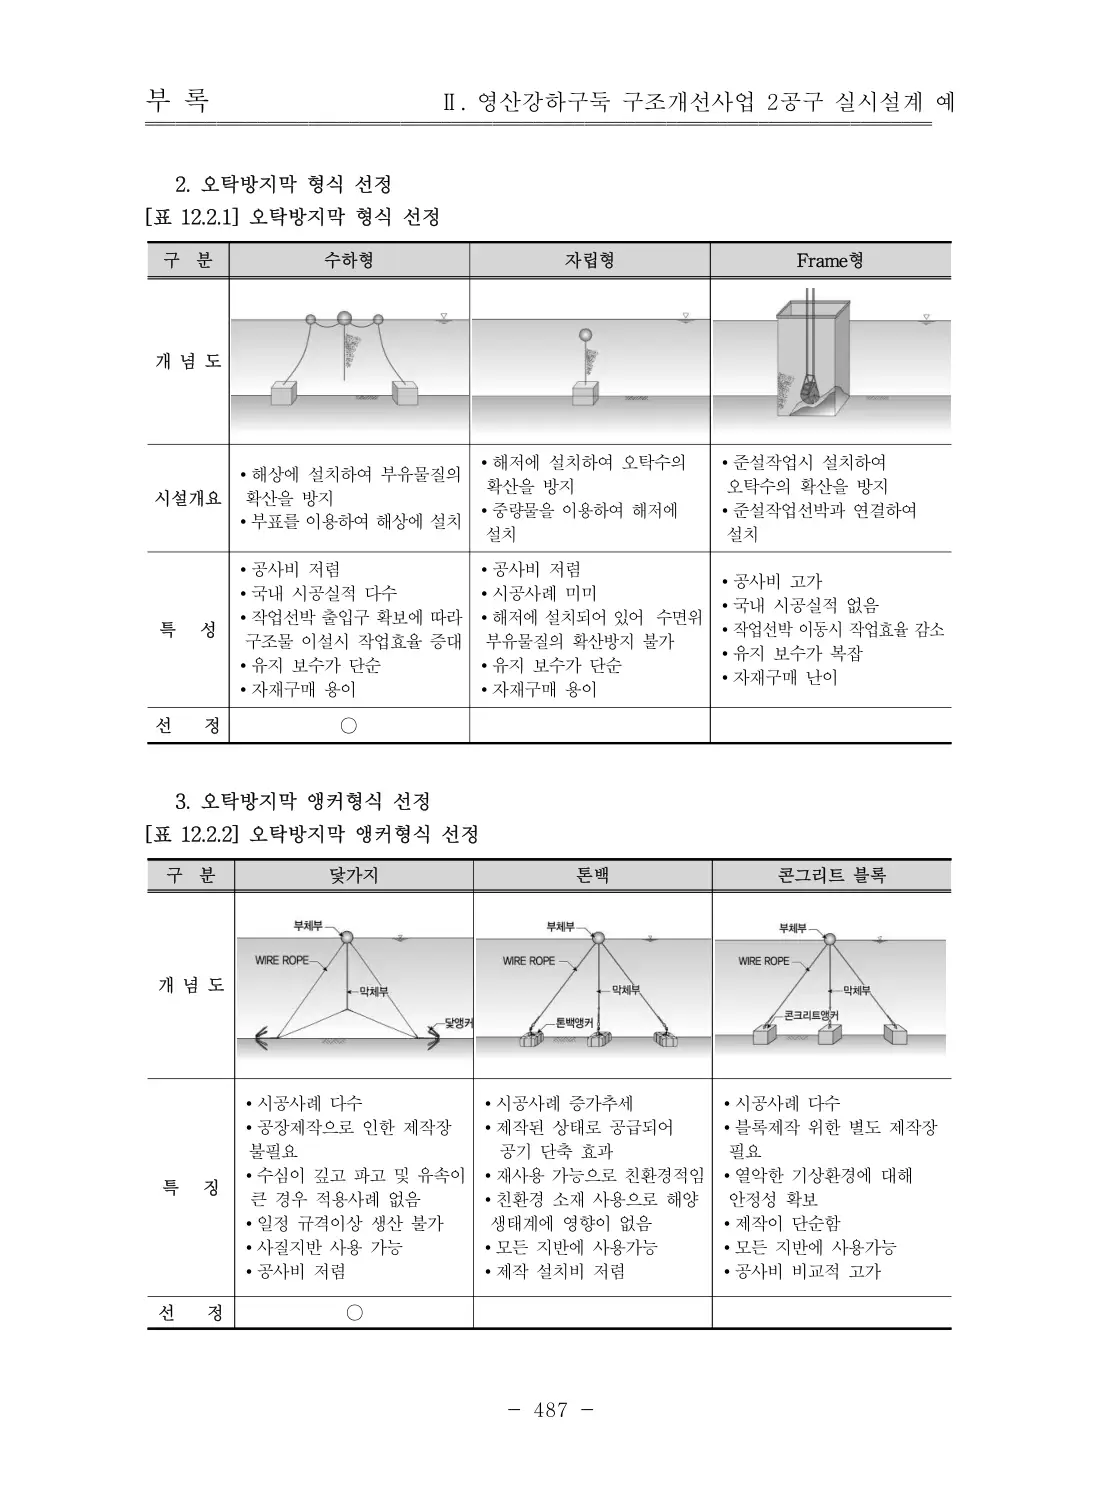 부 록
Ⅱ. 영산강하구둑 구조개선사업 2공구 실시설계 예
2. 오탁방지막 형식 선정
[표 12.2.1] 오탁방지막 형식 선정
구 분
수하형
자립형
Frame형
개 념 도
시설개요
•해상에 설치하여 부유물질의
확산을 방지
•부표를 이용하여 해상에 설치
•해저에 설치하여 오탁수의
확산을 방지
•중량물을 이용하여 해저에
설치
•준설작업시 설치하여
오탁수의 확산을 방지
•준설작업선박과 연결하여
설치
특 성
•공사비 저렴
•국내 시공실적 다수
•작업선박 출입구 확보에 따라
구조물 이설시 작업효율 증대
•유지 보수가 단순
•자재구매 용이
•공사비 저렴
•시공사례 미미
•해저에 설치되어 있어 수면위
부유물질의 확산방지 불가
•유지 보수가 단순
•자재구매 용이
•공사비 고가
•국내 시공실적 없음
•작업선박 이동시 작업효율 감소
•유지 보수가 복잡
•자재구매 난이
선 정
○
3. 오탁방지막 앵커형식 선정
[표 12.2.2] 오탁방지막 앵커형식 선정
구 분
닻가지
톤백
콘그리트 블록
개 념 도
부체부
WIRE ROPE
막체부
닻앵커
부체부
WIRE ROPE
막체부
톤백앵커
부체부
WIRE ROPE
막체부
콘크리트앵커
특 징
•시공사례 다수
•공장제작으로 인한 제작장
불필요
•수심이 깊고 파고 및 유속이
큰 경우 적용사례 없음
•일정 규격이상 생산 불가
•사질지반 사용 가능
•공사비 저렴
•시공사례 증가추세
•제작된 상태로 공급되어
공기 단축 효과
•재사용 가능으로 친환경적임
•친환경 소재 사용으로 해양
생태계에 영향이 없음
•모든 지반에 사용가능
•제작 설치비 저렴
•시공사례 다수
•블록제작 위한 별도 제작장
필요
•열악한 기상환경에 대해
안정성 확보
•제작이 단순함
•모든 지반에 사용가능
•공사비 비교적 고가
선 정
○
- 487 -